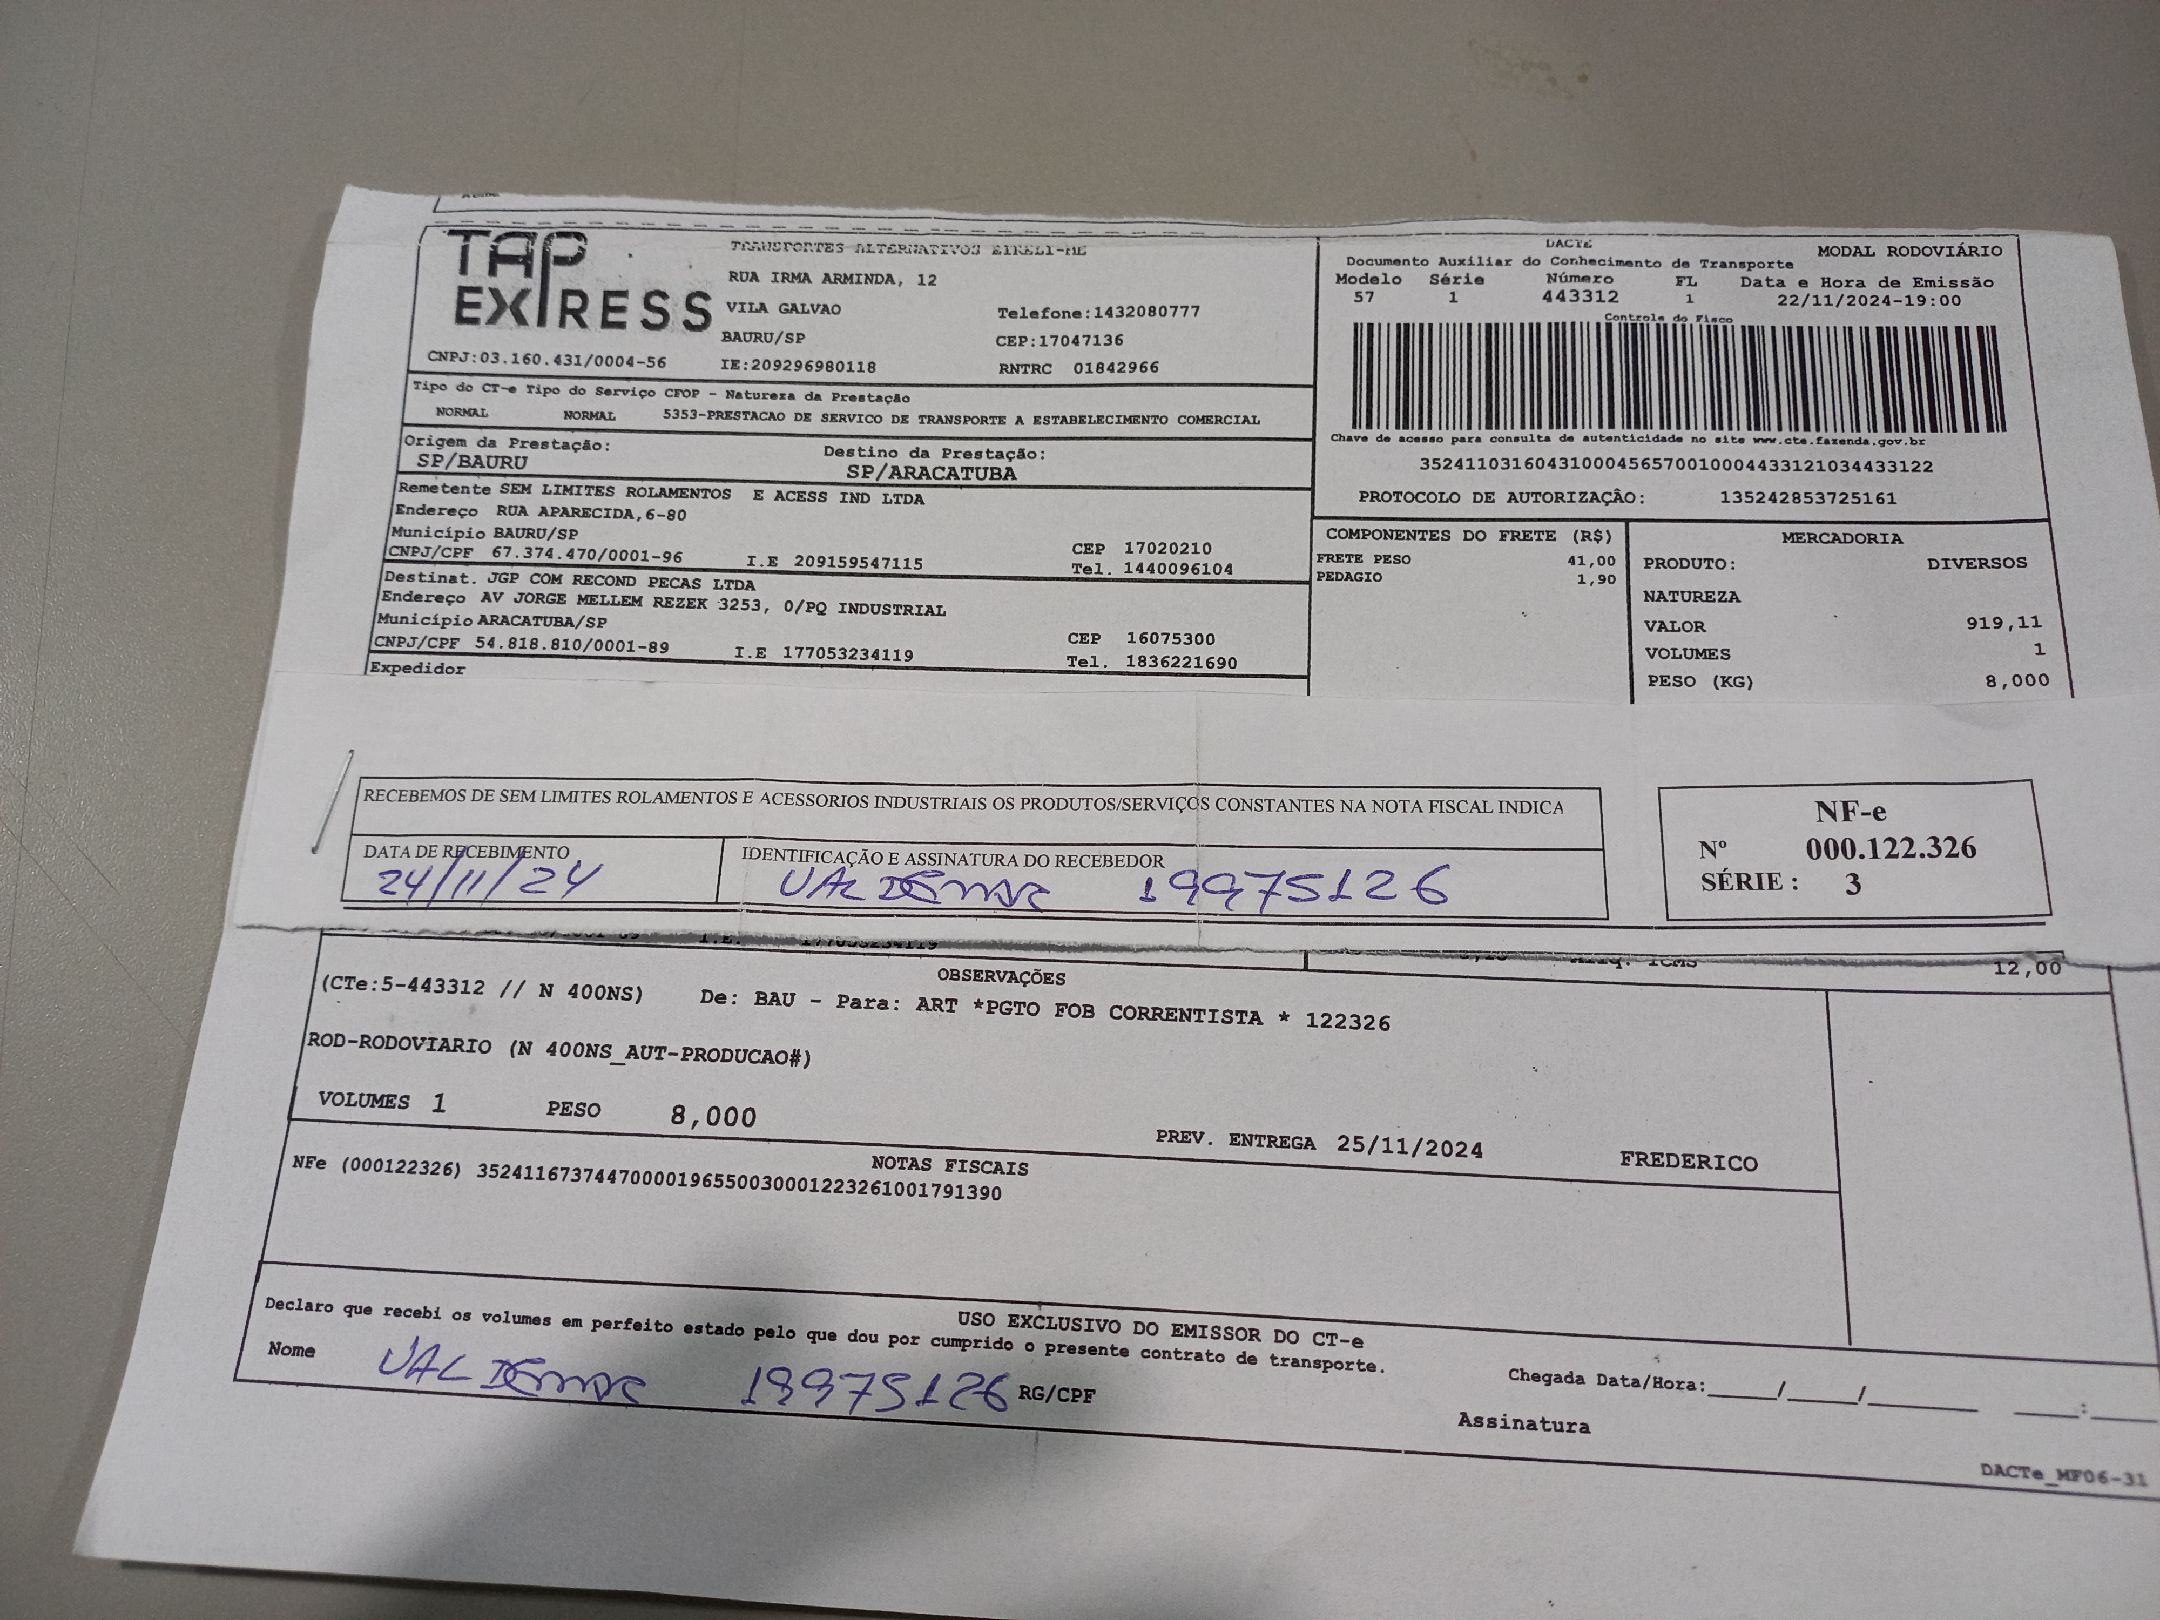 TAP
EXPRESS
TRANSPORTES ALTERNATIVOS EIRELI-ME
RUA IRMA ARMINDA, 12
VILA GALVAO Telefone:1432080777
BAURU/SP CEP:17047136
CNPJ:03.160.431/0004-56 IE:209296980118 RNTRC 01842966
DACTE MODAL RODOVIÁRIO
Documento Auxiliar do Conhecimento de Transporte
Modelo Série Número FL Data e Hora de Emissão
57 1 443312 1 22/11/2024-19:00
Controle do Fisco
Chave de acesso para consulta de autenticidade no site www.cte.fazenda.gov.br
35241103160431000456570010004433121034433122
PROTOCOLO DE AUTORIZAÇÃO: 135242853725161
Tipo do CT-e Tipo do Serviço CFOP - Natureza da Prestação
NORMAL NORMAL 5353-PRESTACAO DE SERVICO DE TRANSPORTE A ESTABELECIMENTO COMERCIAL
Origem da Prestação: Destino da Prestação:
SP/BAURU SP/ARACATUBA
Remetente SEM LIMITES ROLAMENTOS E ACESS IND LTDA
Endereço RUA APARECIDA,6-80
Município BAURU/SP CEP 17020210
CNPJ/CPF 67.374.470/0001-96 I.E 209159547115 Tel. 1440096104
Destinat. JGP COM RECOND PECAS LTDA
Endereço AV JORGE MELLEM REZEK 3253, 0/PQ INDUSTRIAL
Município ARACATUBA/SP CEP 16075300
CNPJ/CPF 54.818.810/0001-89 I.E 177053234119 Tel. 1836221690
Expedidor
COMPONENTES DO FRETE (R$)
FRETE PESO 41,00
PEDAGIO 1,90
MERCADORIA
PRODUTO: DIVERSOS
NATUREZA
VALOR 919,11
VOLUMES 1
PESO (KG) 8,000
RECEBEMOS DE SEM LIMITES ROLAMENTOS E ACESSORIOS INDUSTRIAIS OS PRODUTOS/SERVIÇOS CONSTANTES NA NOTA FISCAL INDICA
DATA DE RECEBIMENTO IDENTIFICAÇÃO E ASSINATURA DO RECEBEDOR
24/11/24 VALDEMAR 19975126
NF-e
Nº 000.122.326
SÉRIE : 3
I.E. 177053234119 Aliq. ICMS 12,00
OBSERVAÇÕES
(CTe:5-443312 // N 400NS) De: BAU - Para: ART *PGTO FOB CORRENTISTA * 122326
ROD-RODOVIARIO (N 400NS_AUT-PRODUCAO#)
VOLUMES 1 PESO 8,000 PREV. ENTREGA 25/11/2024 FREDERICO
NOTAS FISCAIS
NFe (000122326) 35241167374470000196550030001223261001791390
USO EXCLUSIVO DO EMISSOR DO CT-e
Declaro que recebi os volumes em perfeito estado pelo que dou por cumprido o presente contrato de transporte.
Nome VALDEMAR 19975126 RG/CPF
Chegada Data/Hora:_____/_____/________ _____:_____
Assinatura
DACTe_MF06-31